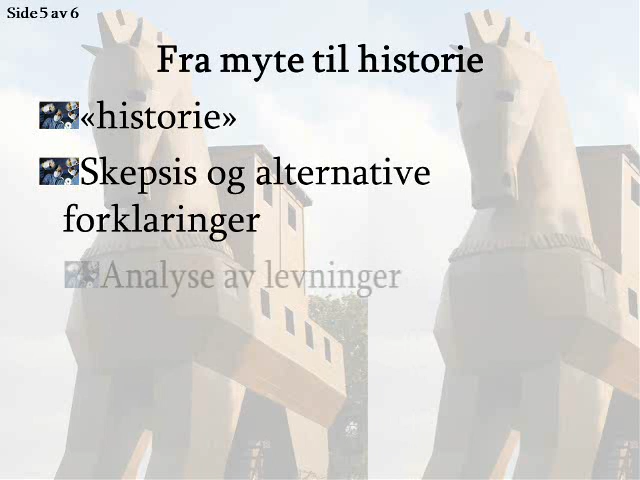 Side 5 av 6
Fra myte til historie
«historie»
Skepsis og alternative
forklaringer
Analyse av levninger